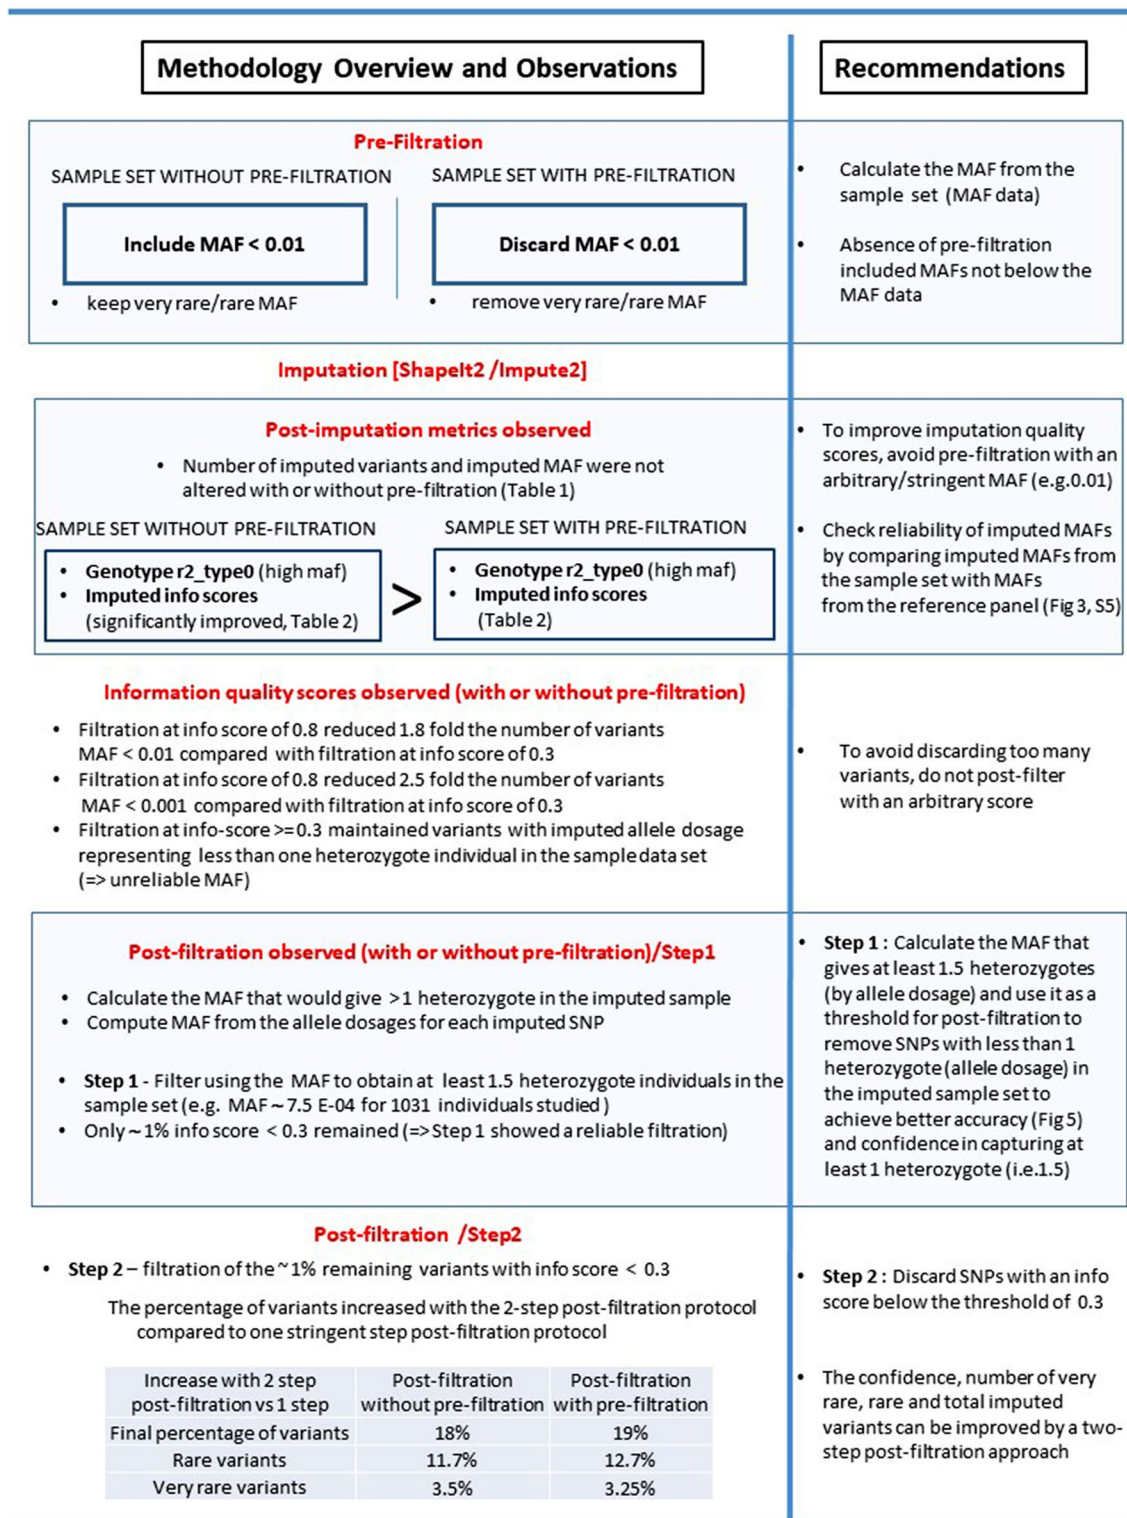 Methodology Overview and Observations
Recommendations
Pre-Filtration
SAMPLE SET WITHOUT PRE-FILTRATION
SAMPLE SET WITH PRE-FILTRATION
Include MAF < 0.01
Discard MAF < 0.01
• keep very rare/rare MAF
• remove very rare/rare MAF
• Calculate the MAF from the
sample set (MAF data)
• Absence of pre-filtration
included MAFs not below the
MAF data
Imputation [ShapeIt2 /Impute2]
Post-imputation metrics observed
• Number of imputed variants and imputed MAF were not
altered with or without pre-filtration (Table 1)
SAMPLE SET WITHOUT PRE-FILTRATION
SAMPLE SET WITH PRE-FILTRATION
• Genotype r2_type0 (high maf)
• Imputed info scores
(significantly improved, Table 2)
>
• Genotype r2_type0 (high maf)
• Imputed info scores
(Table 2)
• To improve imputation quality
scores, avoid pre-filtration with an
arbitrary/stringent MAF (e.g.0.01)
• Check reliability of imputed MAFs
by comparing imputed MAFs from
the sample set with MAFs
from the reference panel (Fig 3, S5)
Information quality scores observed (with or without pre-filtration)
• Filtration at info score of 0.8 reduced 1.8 fold the number of variants
MAF < 0.01 compared with filtration at info score of 0.3
• Filtration at info score of 0.8 reduced 2.5 fold the number of variants
MAF < 0.001 compared with filtration at info score of 0.3
• Filtration at info-score >= 0.3 maintained variants with imputed allele dosage
representing less than one heterozygote individual in the sample data set
(=> unreliable MAF)
• To avoid discarding too many
variants, do not post-filter
with an arbitrary score
Post-filtration observed (with or without pre-filtration)/Step1
• Calculate the MAF that would give >1 heterozygote in the imputed sample
• Compute MAF from the allele dosages for each imputed SNP
• Step 1 - Filter using the MAF to obtain at least 1.5 heterozygote individuals in the
sample set (e.g. MAF ~ 7.5 E-04 for 1031 individuals studied )
• Only ~ 1% info score < 0.3 remained (=> Step 1 showed a reliable filtration)
• Step 1 : Calculate the MAF that
gives at least 1.5 heterozygotes
(by allele dosage) and use it as a
threshold for post-filtration to
remove SNPs with less than 1
heterozygote (allele dosage) in
the imputed sample set to
achieve better accuracy (Fig 5)
and confidence in capturing at
least 1 heterozygote (i.e.1.5)
Post-filtration /Step2
• Step 2 – filtration of the ~ 1% remaining variants with info score < 0.3
The percentage of variants increased with the 2-step post-filtration protocol
compared to one stringent step post-filtration protocol
Increase with 2 step
post-filtration vs 1 step
Post-filtration
without pre-filtration
Post-filtration
with pre-filtration
Final percentage of variants 18% 19%
Rare variants 11.7% 12.7%
Very rare variants 3.5% 3.25%
• Step 2 : Discard SNPs with an info
score below the threshold of 0.3
• The confidence, number of very
rare, rare and total imputed
variants can be improved by a two-
step post-filtration approach